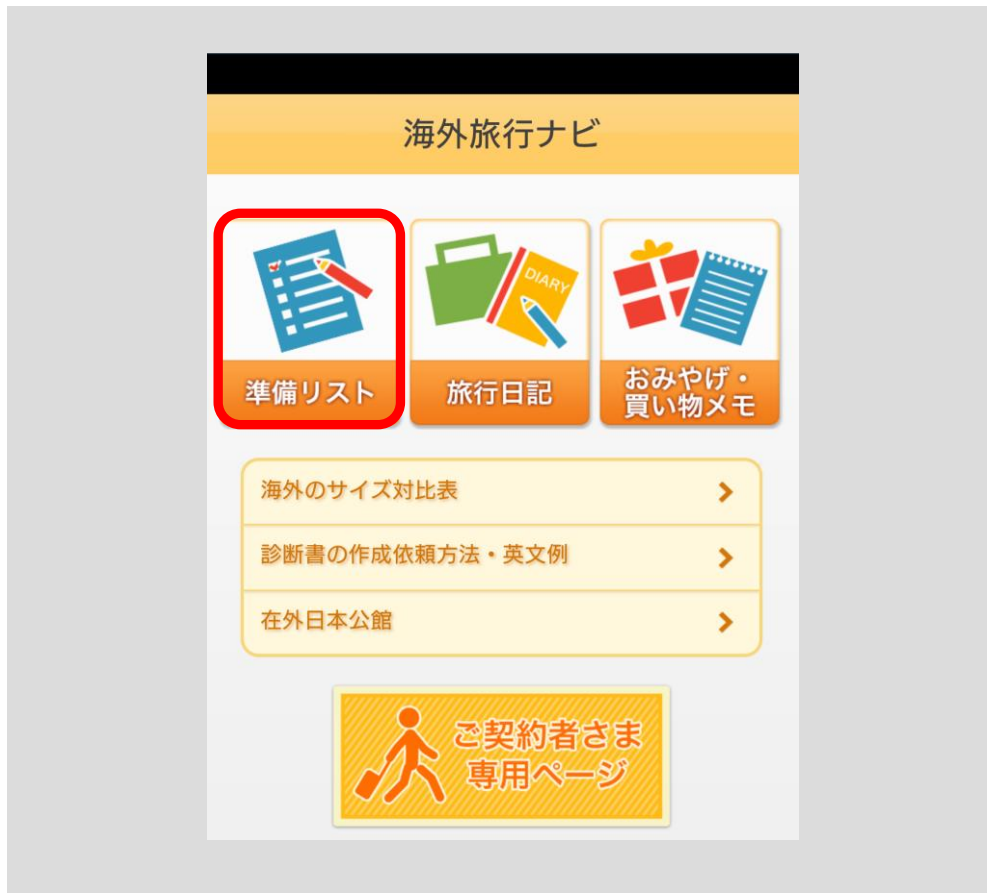 海外旅行ナビ
DIARY
準備リスト
旅行日記
おみやげ・
買い物メモ
海外のサイズ対比表
診断書の作成依頼方法・英文例
在外日本公館
ご契約者さま
専用ページ